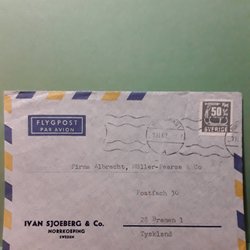 FLYGPOST
PAR AVION
50
SVERIGE
Firma Albrecht, Müller-Pearse & Co
Postfach 30
28 Bremen 1
Tyskland
IVAN SJOEBERG & Co.
NORRKOEPING
SWEDEN